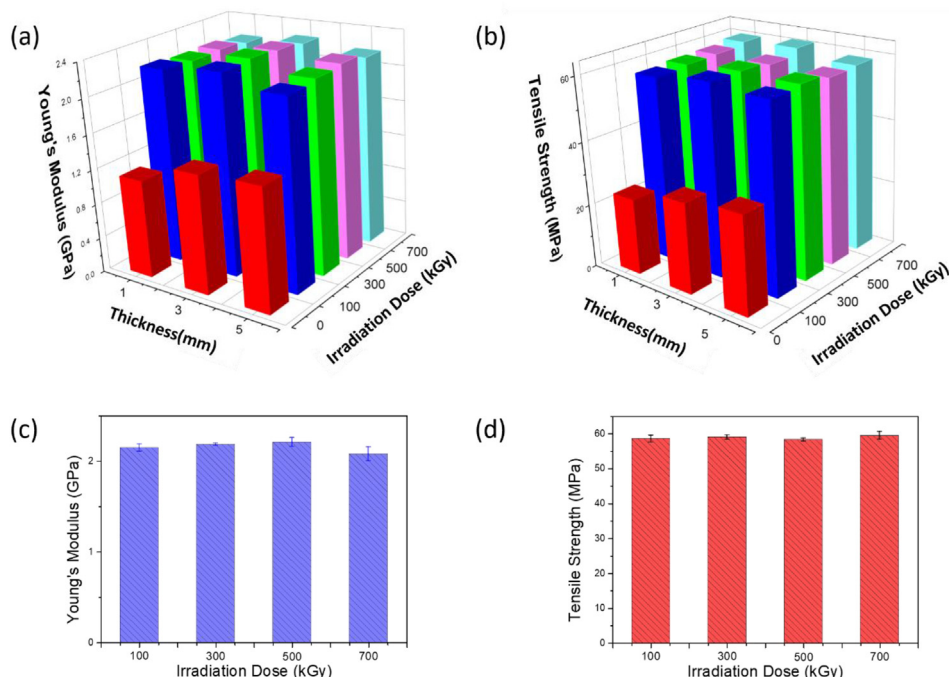 (a)
2.4
2.0
1.6
1.2
0.8
0.4
0.0
Young's Modulus (GPa)
1
3
5
Thickness(mm)
0
100
300
500
700
Irradiation Dose (kGy)
(b)
60
40
20
0
Tensile Strength (MPa)
1
3
5
Thickness(mm)
0
100
300
500
700
Irradiation Dose (kGy)
(c)
2
1
0
Young's Modulus (GPa)
100 300 500 700
Irradiation Dose (kGy)
(d)
60
50
40
30
20
10
0
Tensile Strength (MPa)
100 300 500 700
Irradiation Dose (kGy)